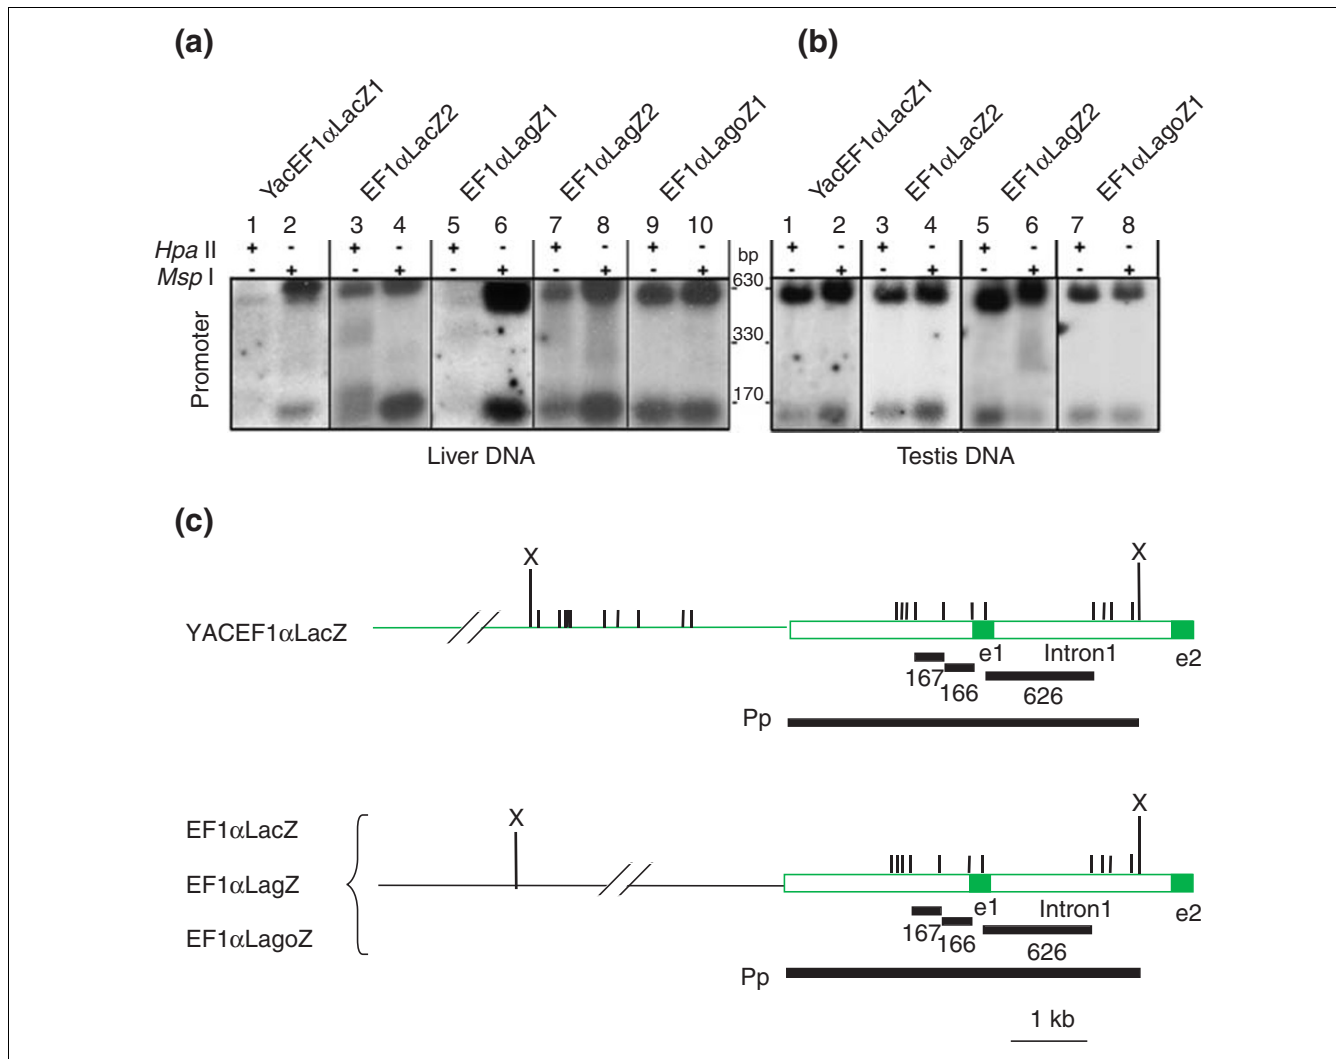 (a) (b)
YacEF1αLacZ1 EF1αLacZ2 EF1αLagZ1 EF1αLagZ2 EF1αLagoZ1 YacEF1αLacZ1 EF1αLacZ2 EF1αLagZ2 EF1αLagoZ1
1 2 3 4 5 6 7 8 9 10 1 2 3 4 5 6 7 8
Hpa II + - + - + - + - + - bp + - + - + - + -
Msp I - + - + - + - + - + - + - + - + - +
630
330
170
Promoter
Liver DNA Testis DNA
(c)
X X
YACEF1αLacZ
e1 Intron1 e2
167 166 626
Pp
X X
EF1αLacZ
EF1αLagZ
EF1αLagoZ
e1 Intron1 e2
167 166 626
Pp
1 kb